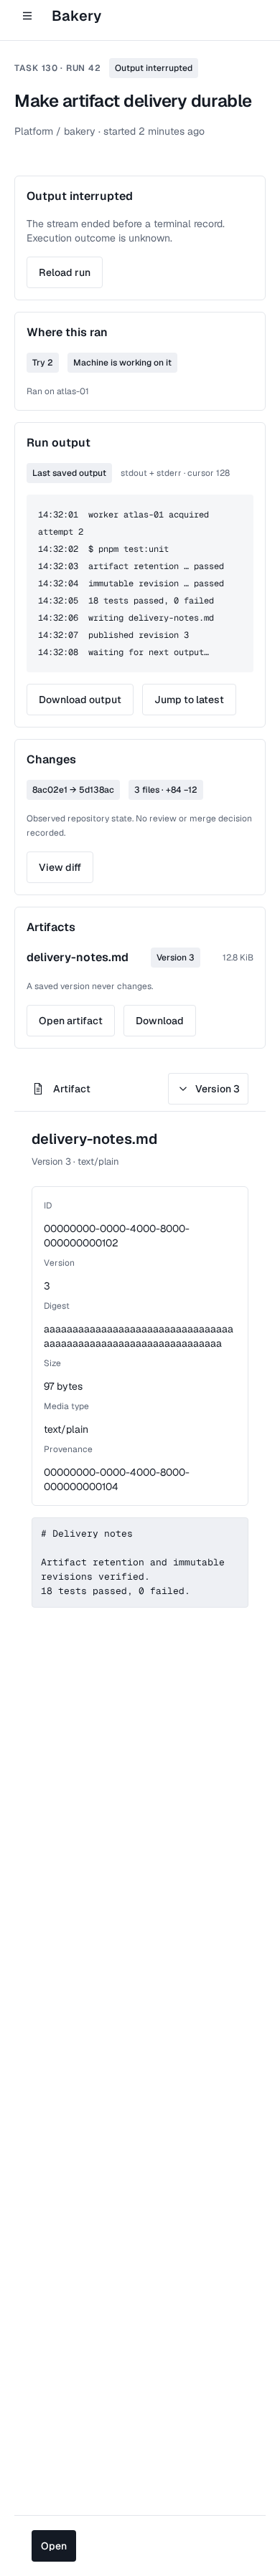 Bakery
TASK 130 · RUN 42 Output interrupted
Make artifact delivery durable
Platform / bakery · started 2 minutes ago
Output interrupted
The stream ended before a terminal record.
Execution outcome is unknown.
Reload run
Where this ran
Try 2 Machine is working on it
Ran on atlas-01
Run output
Last saved output stdout + stderr · cursor 128
14:32:01 worker atlas-01 acquired
attempt 2
14:32:02 $ pnpm test:unit
14:32:03 artifact retention … passed
14:32:04 immutable revision … passed
14:32:05 18 tests passed, 0 failed
14:32:06 writing delivery-notes.md
14:32:07 published revision 3
14:32:08 waiting for next output…
Download output Jump to latest
Changes
8ac02e1 → 5d138ac 3 files · +84 −12
Observed repository state. No review or merge decision
recorded.
View diff
Artifacts
delivery-notes.md Version 3 12.8 KiB
A saved version never changes.
Open artifact Download
Artifact Version 3
delivery-notes.md
Version 3 · text/plain
ID
00000000-0000-4000-8000-
000000000102
Version
3
Digest
aaaaaaaaaaaaaaaaaaaaaaaaaaaaaaaaa
aaaaaaaaaaaaaaaaaaaaaaaaaaaaaaa
Size
97 bytes
Media type
text/plain
Provenance
00000000-0000-4000-8000-
000000000104
# Delivery notes
Artifact retention and immutable
revisions verified.
18 tests passed, 0 failed.
Open